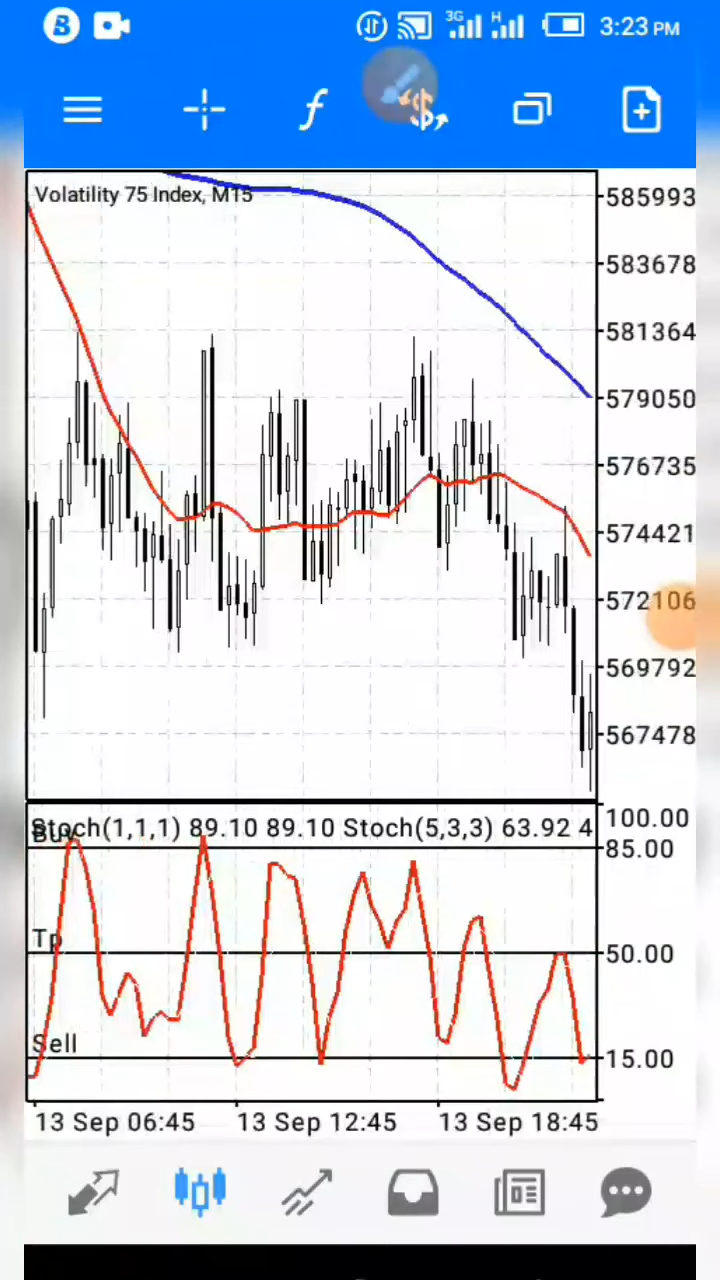 3G H 3:23 PM
f $
Volatility 75 Index, M15
585993
583678
581364
579050
576735
574421
572106
569792
567478
Stoch(1,1,1) 89.10 89.10 Stoch(5,3,3) 63.92 4
100.00
Buy
85.00
Tp
50.00
Sell
15.00
13 Sep 06:45 13 Sep 12:45 13 Sep 18:45